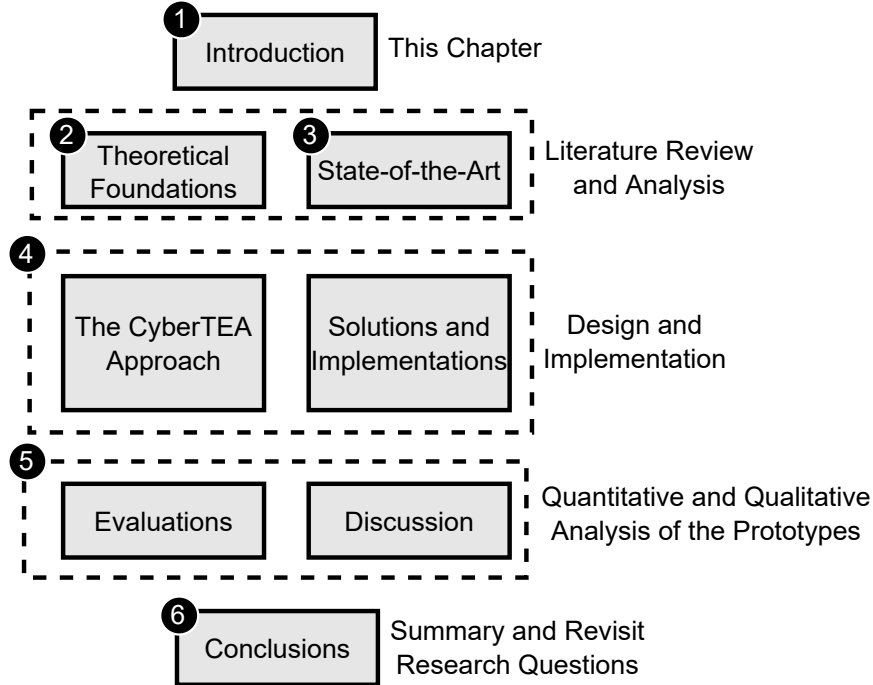 1
Introduction
This Chapter
2
Theoretical
Foundations
3
State-of-the-Art
Literature Review
and Analysis
4
The CyberTEA
Approach
Solutions and
Implementations
Design and
Implementation
5
Evaluations
Discussion
Quantitative and Qualitative
Analysis of the Prototypes
6
Conclusions
Summary and Revisit
Research Questions